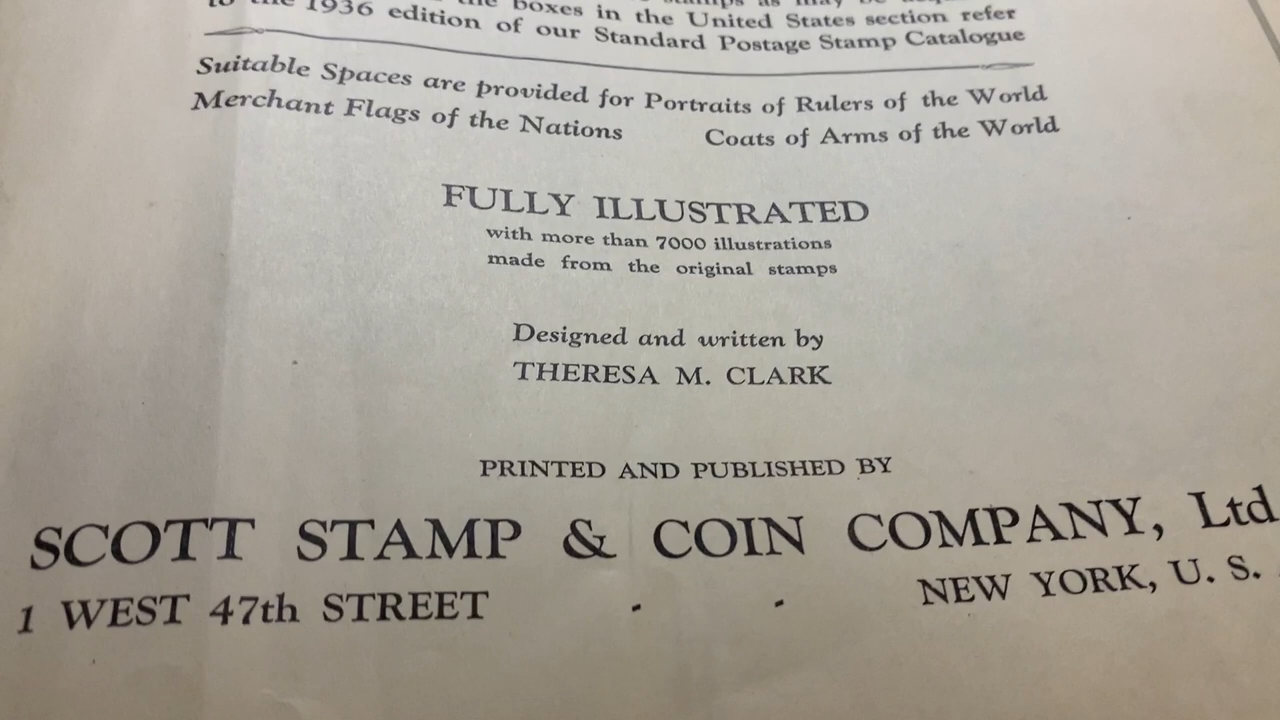 the boxes in the United States section refer
to the 1936 edition of our Standard Postage Stamp Catalogue
Suitable Spaces are provided for Portraits of Rulers of the World
Merchant Flags of the Nations Coats of Arms of the World
FULLY ILLUSTRATED
with more than 7000 illustrations
made from the original stamps
Designed and written by
THERESA M. CLARK
PRINTED AND PUBLISHED BY
SCOTT STAMP & COIN COMPANY, Ltd
1 WEST 47th STREET - - NEW YORK, U. S.